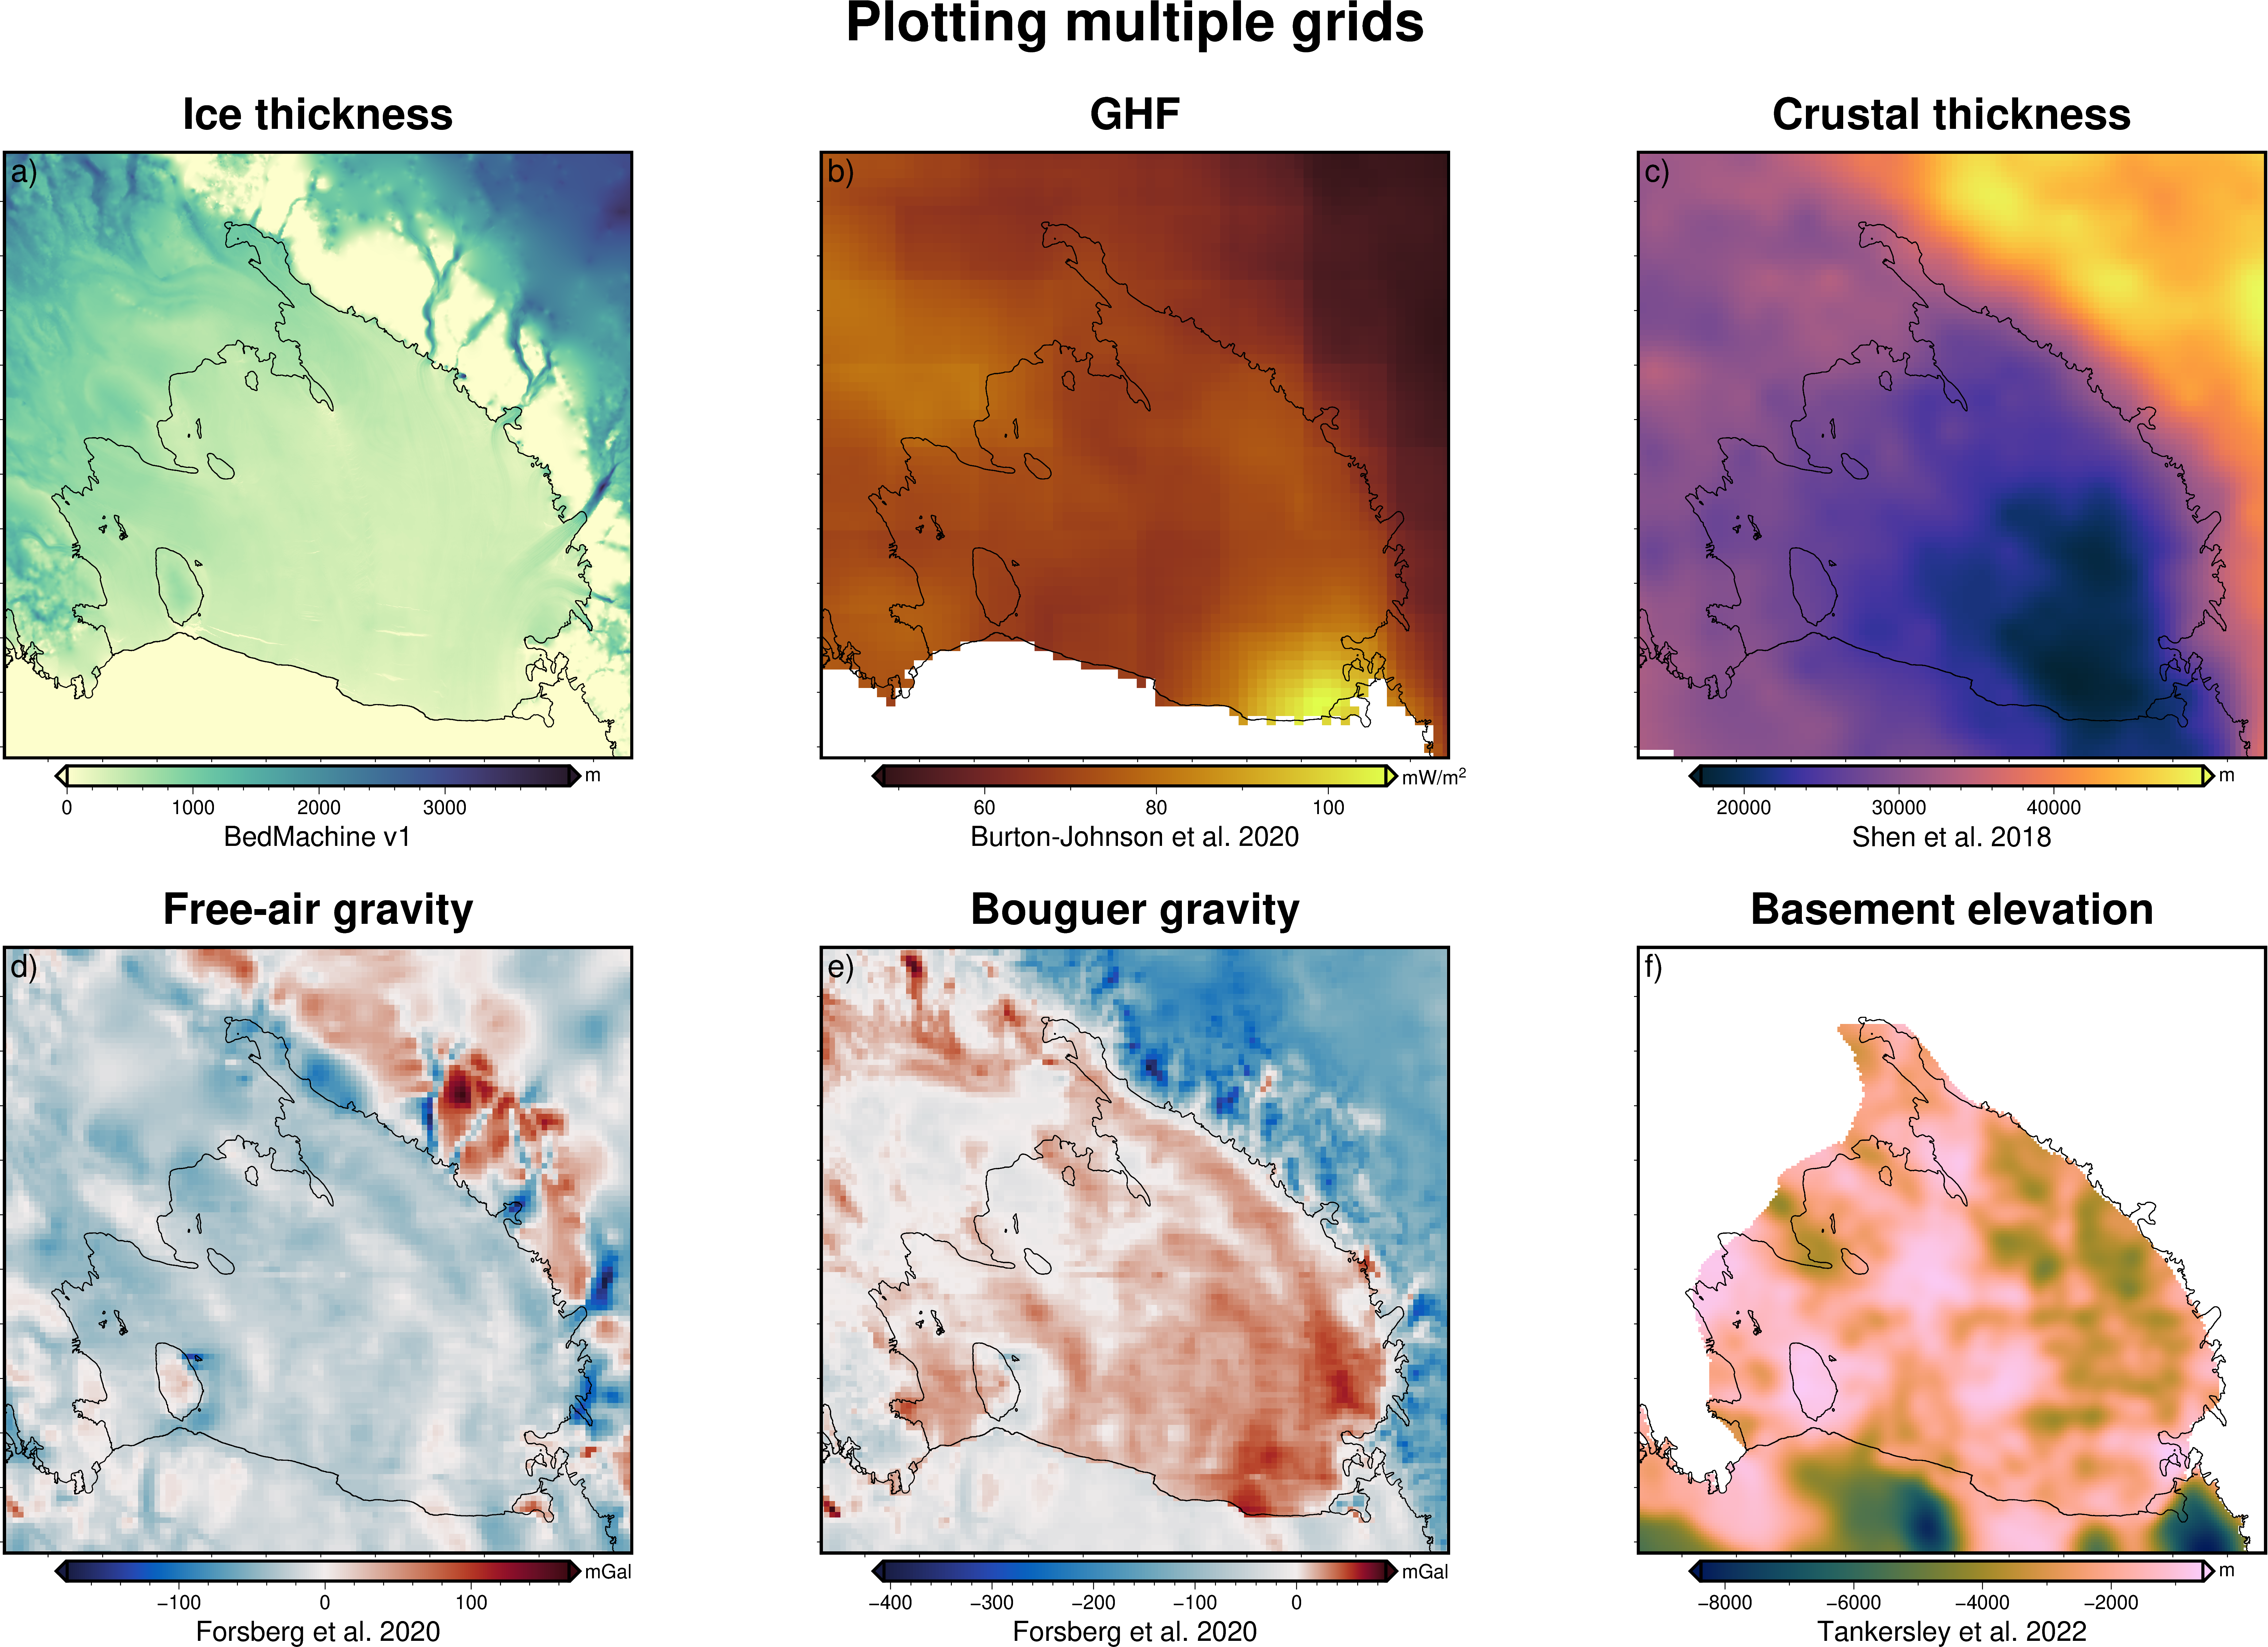 Plotting multiple grids
Ice thickness
GHF
Crustal thickness
a)
b)
c)
m
mW/m²
m
0 1000 2000 3000
60 80 100
20000 30000 40000
BedMachine v1
Burton-Johnson et al. 2020
Shen et al. 2018
Free-air gravity
Bouguer gravity
Basement elevation
d)
e)
f)
mGal
mGal
m
−100 0 100
−400 −300 −200 −100 0
−8000 −6000 −4000 −2000
Forsberg et al. 2020
Forsberg et al. 2020
Tankersley et al. 2022